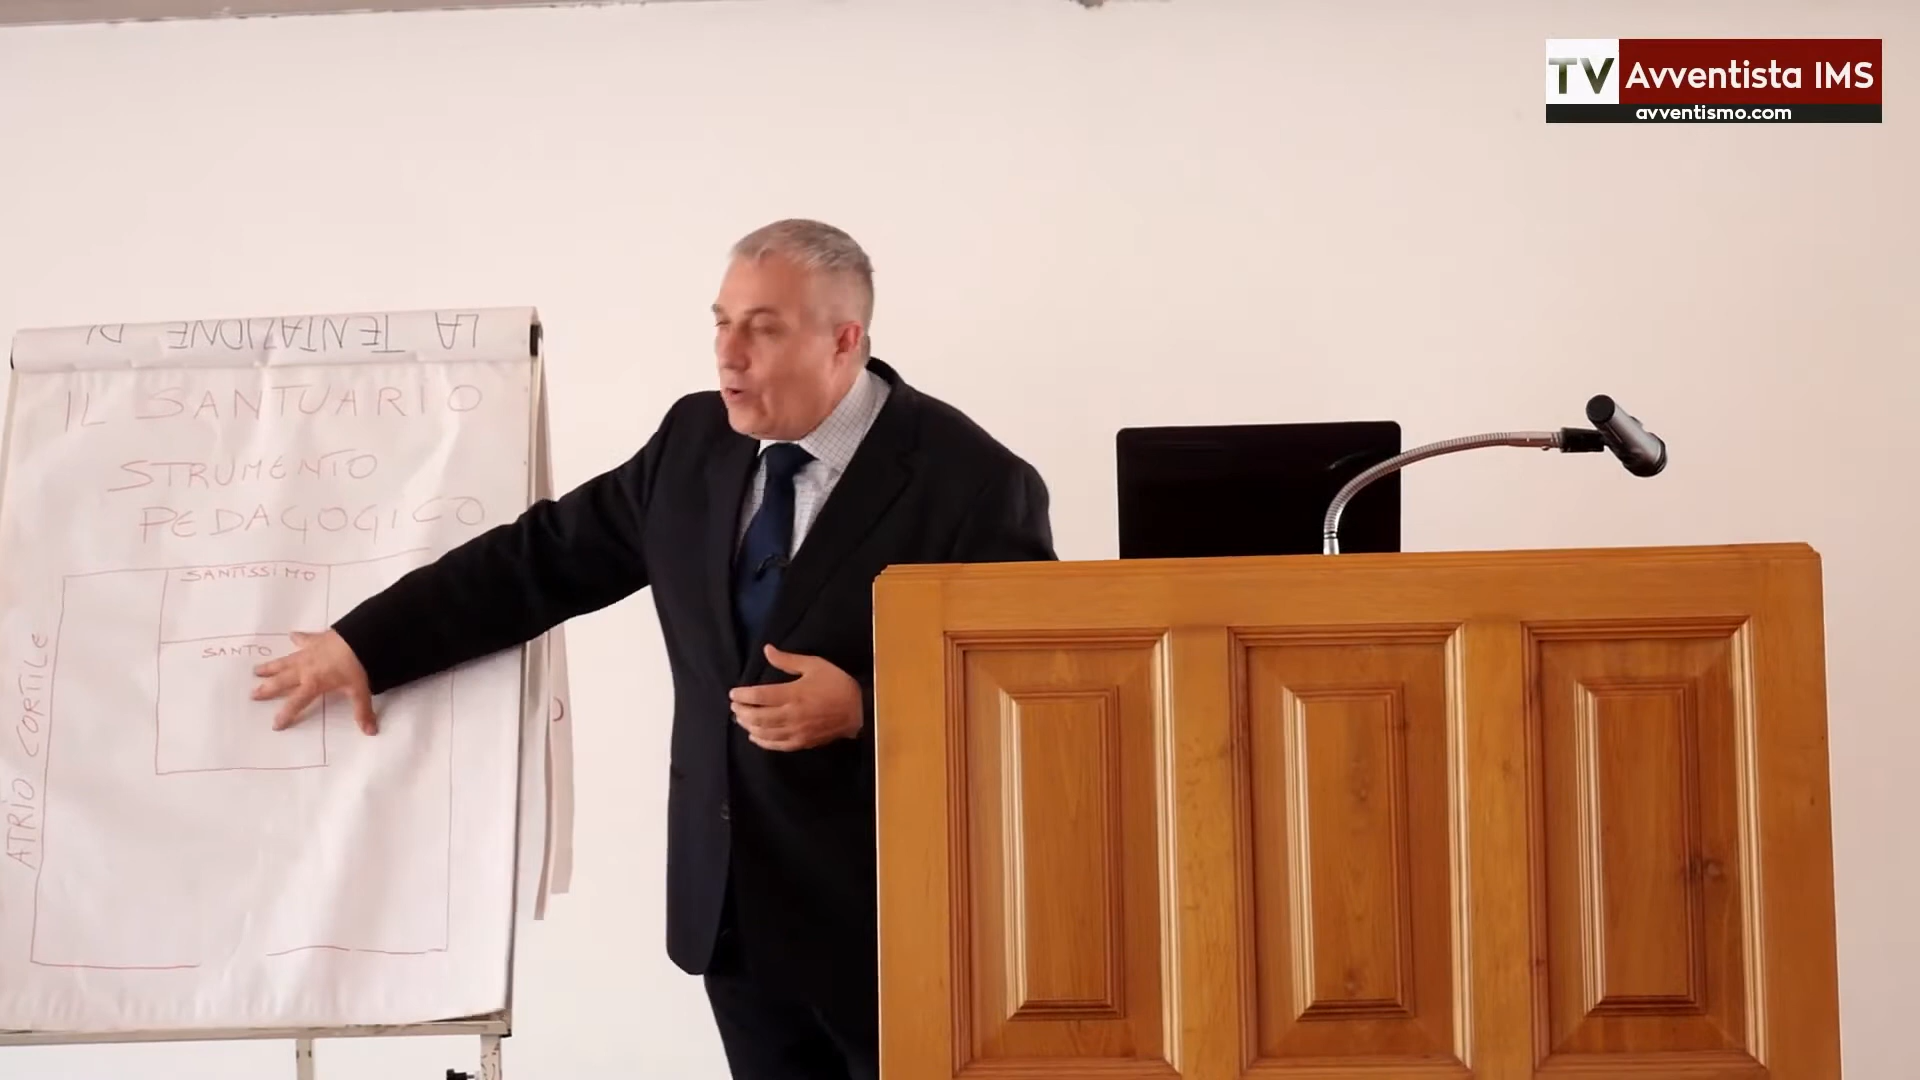 TV Avventista IMS
avventismo.com
LA TENTAZIONE DI
IL SANTUARIO
STRUMENTO
PEDAGOGICO
SANTISSIMO
SANTO
ATRIO CORTILE